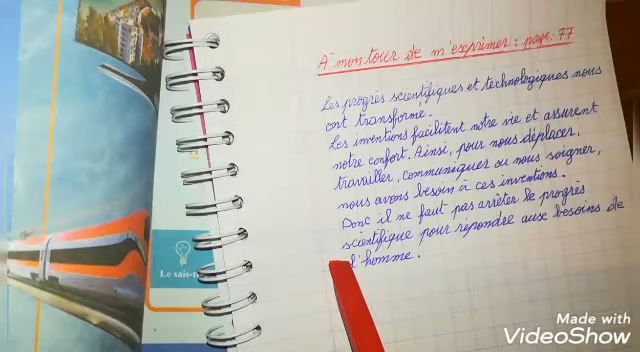 A mon tour de m'exprimer : page : 77
Les progrès scientifiques et technologiques nous
ont transformé.
Les inventions facilitent notre vie et assurent
notre confort. Ainsi, pour nous déplacer,
travailler, communiquer ou nous soigner,
nous avons besoin à ces inventions.
Donc il ne faut pas arrêter le progrès
scientifique pour répondre aux besoins de
l'homme.
Le sais-t
Made with
VideoShow